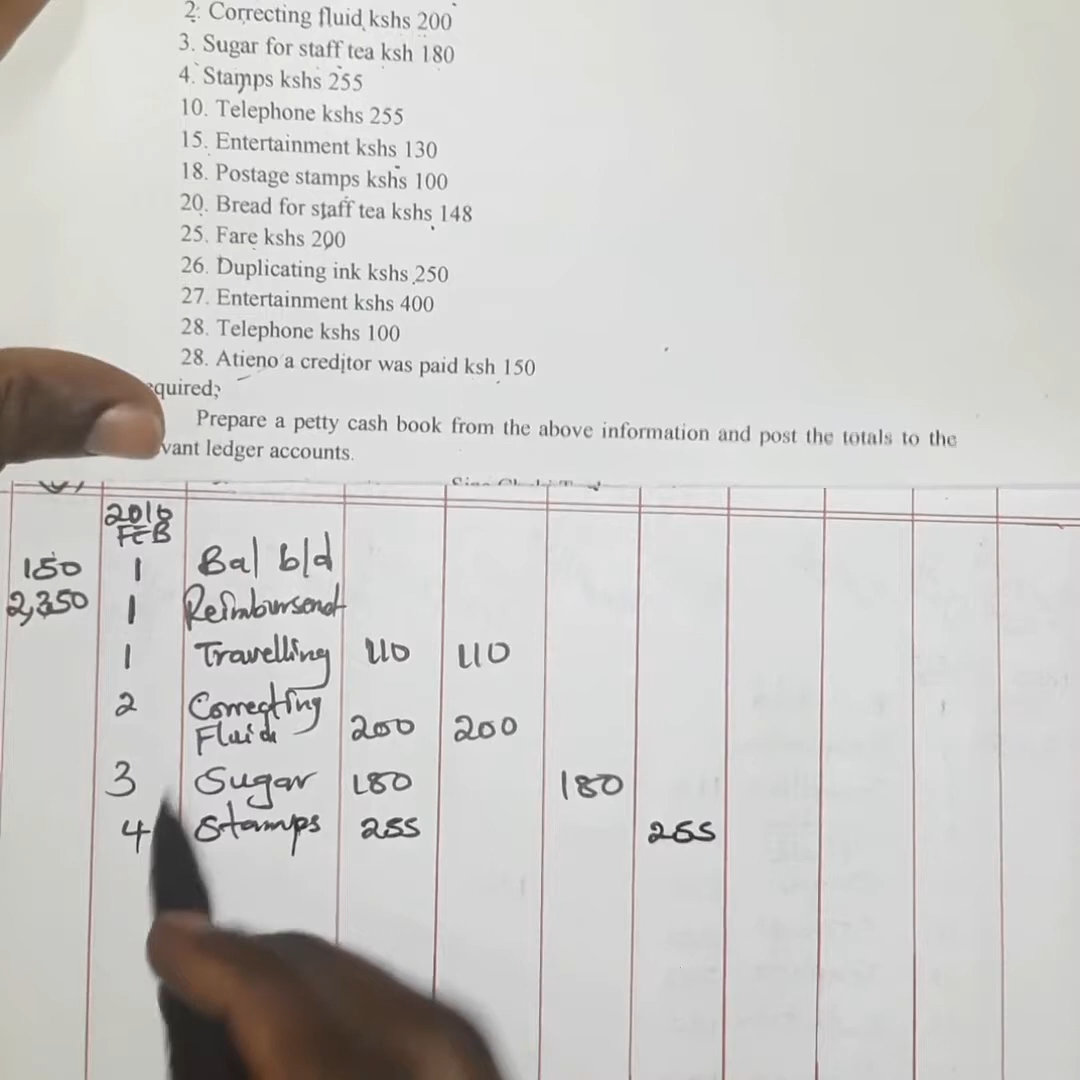 2. Correcting fluid kshs 200
3. Sugar for staff tea ksh 180
4. Stamps kshs 255
10. Telephone kshs 255
15. Entertainment kshs 130
18. Postage stamps kshs 100
20. Bread for staff tea kshs 148
25. Fare kshs 200
26. Duplicating ink kshs 250
27. Entertainment kshs 400
28. Telephone kshs 100
28. Atieno a creditor was paid ksh 150
equired;
Prepare a petty cash book from the above information and post the totals to the
vant ledger accounts.
2016
FEB
150 1 Bal b/d
2,350 1 Reimbursent
1 Travelling 110 110
2 Correcting
Fluid 200 200
3 Sugar 180 180
4 Stamps 255 255